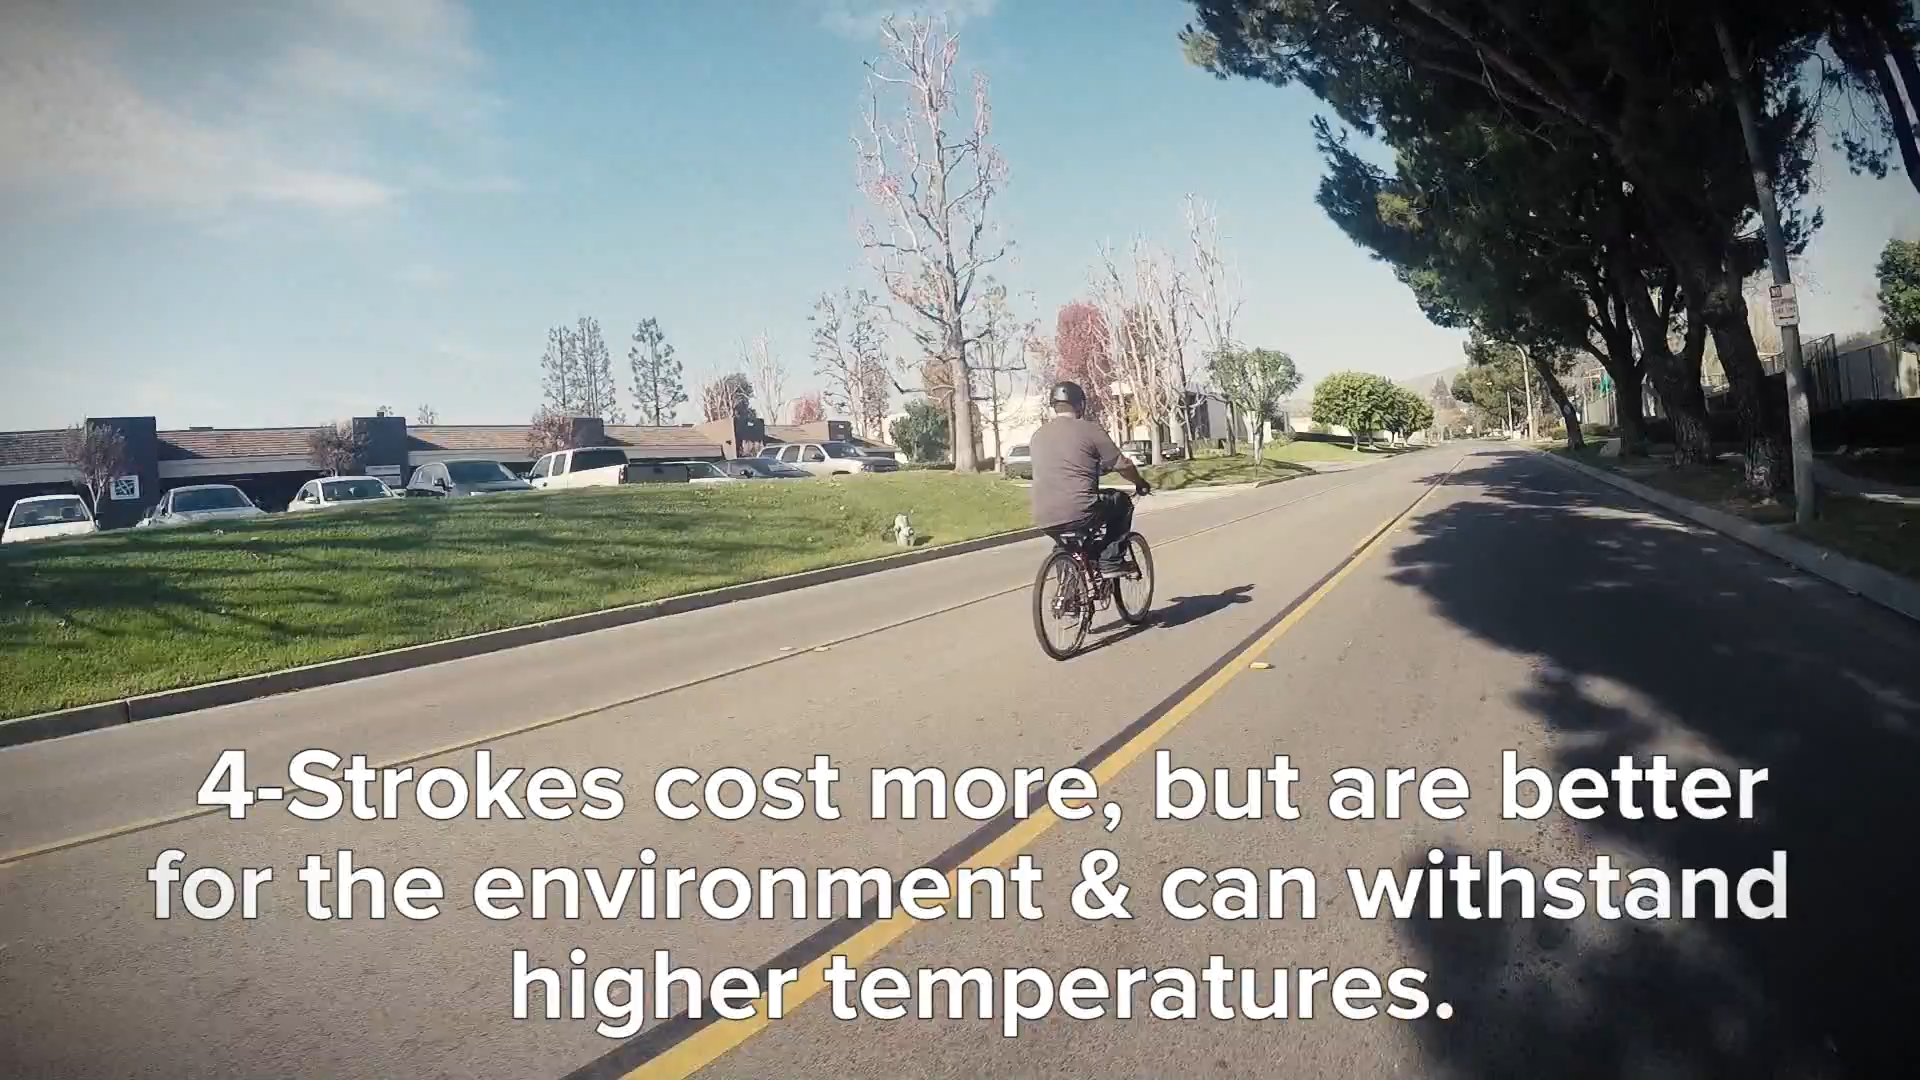 4-Strokes cost more, but are better
for the environment & can withstand
higher temperatures.